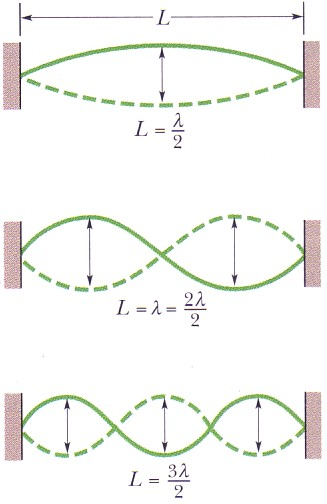 L
L = λ/2
L = λ = 2λ/2
L = 3λ/2